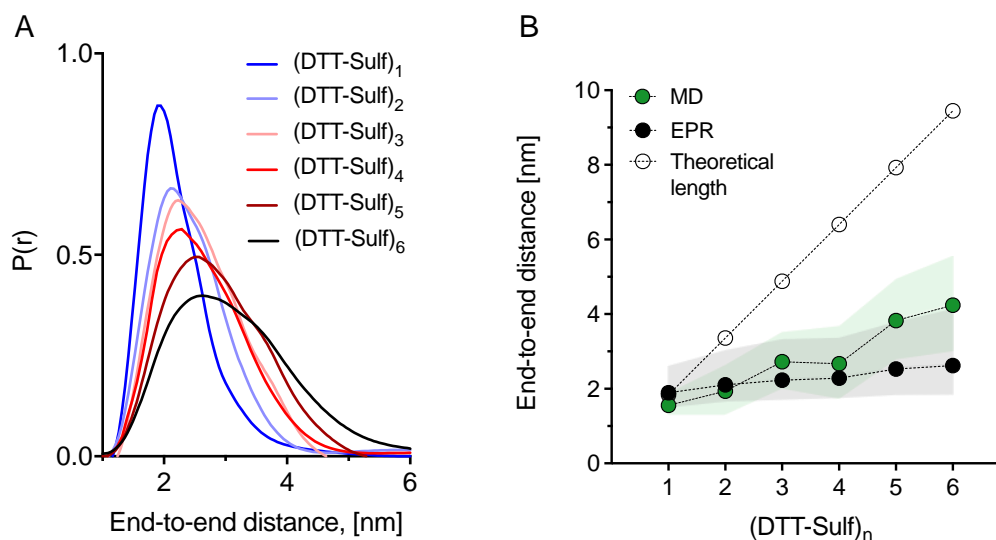 A
1.0
0.5
0.0
P(r)
2
4
6
End-to-end distance, [nm]
(DTT-Sulf)1
(DTT-Sulf)2
(DTT-Sulf)3
(DTT-Sulf)4
(DTT-Sulf)5
(DTT-Sulf)6
B
10
8
6
4
2
0
End-to-end distance [nm]
MD
EPR
Theoretical
length
1 2 3 4 5 6
(DTT-Sulf)n